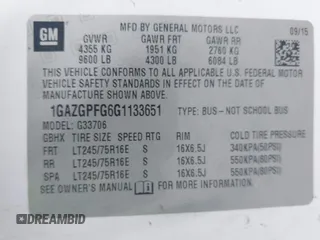 GM
MFD BY GENERAL MOTORS LLC
09/15
GVWR GAWR FRT GAWR RR
4355 KG 1951 KG 2760 KG
9600 LB 4300 LB 6084 LB
THIS VEHICLE CONFORMS TO ALL APPLICABLE U.S. FEDERAL
MOTOR VEHICLE SAFETY STANDARDS IN EFFECT ON THE DATE
OF MANUFACTURE SHOWN ABOVE.
1GAZGPFG6G1133651 TYPE: BUS-NOT SCHOOL BUS
MODEL: G33706
GBHX TIRE SIZE SPEED RTG RIM COLD TIRE PRESSURE
FRT LT245/75R16E S 16X6.5J 340KPA(50PSI)
RR LT245/75R16E S 16X6.5J 550KPA(80PSI)
SPA LT245/75R16E S 16X6.5J 550KPA(80PSI)
SEE OWNER'S MANUAL FOR ADDITIONAL INFORMATION.
DREAMBID